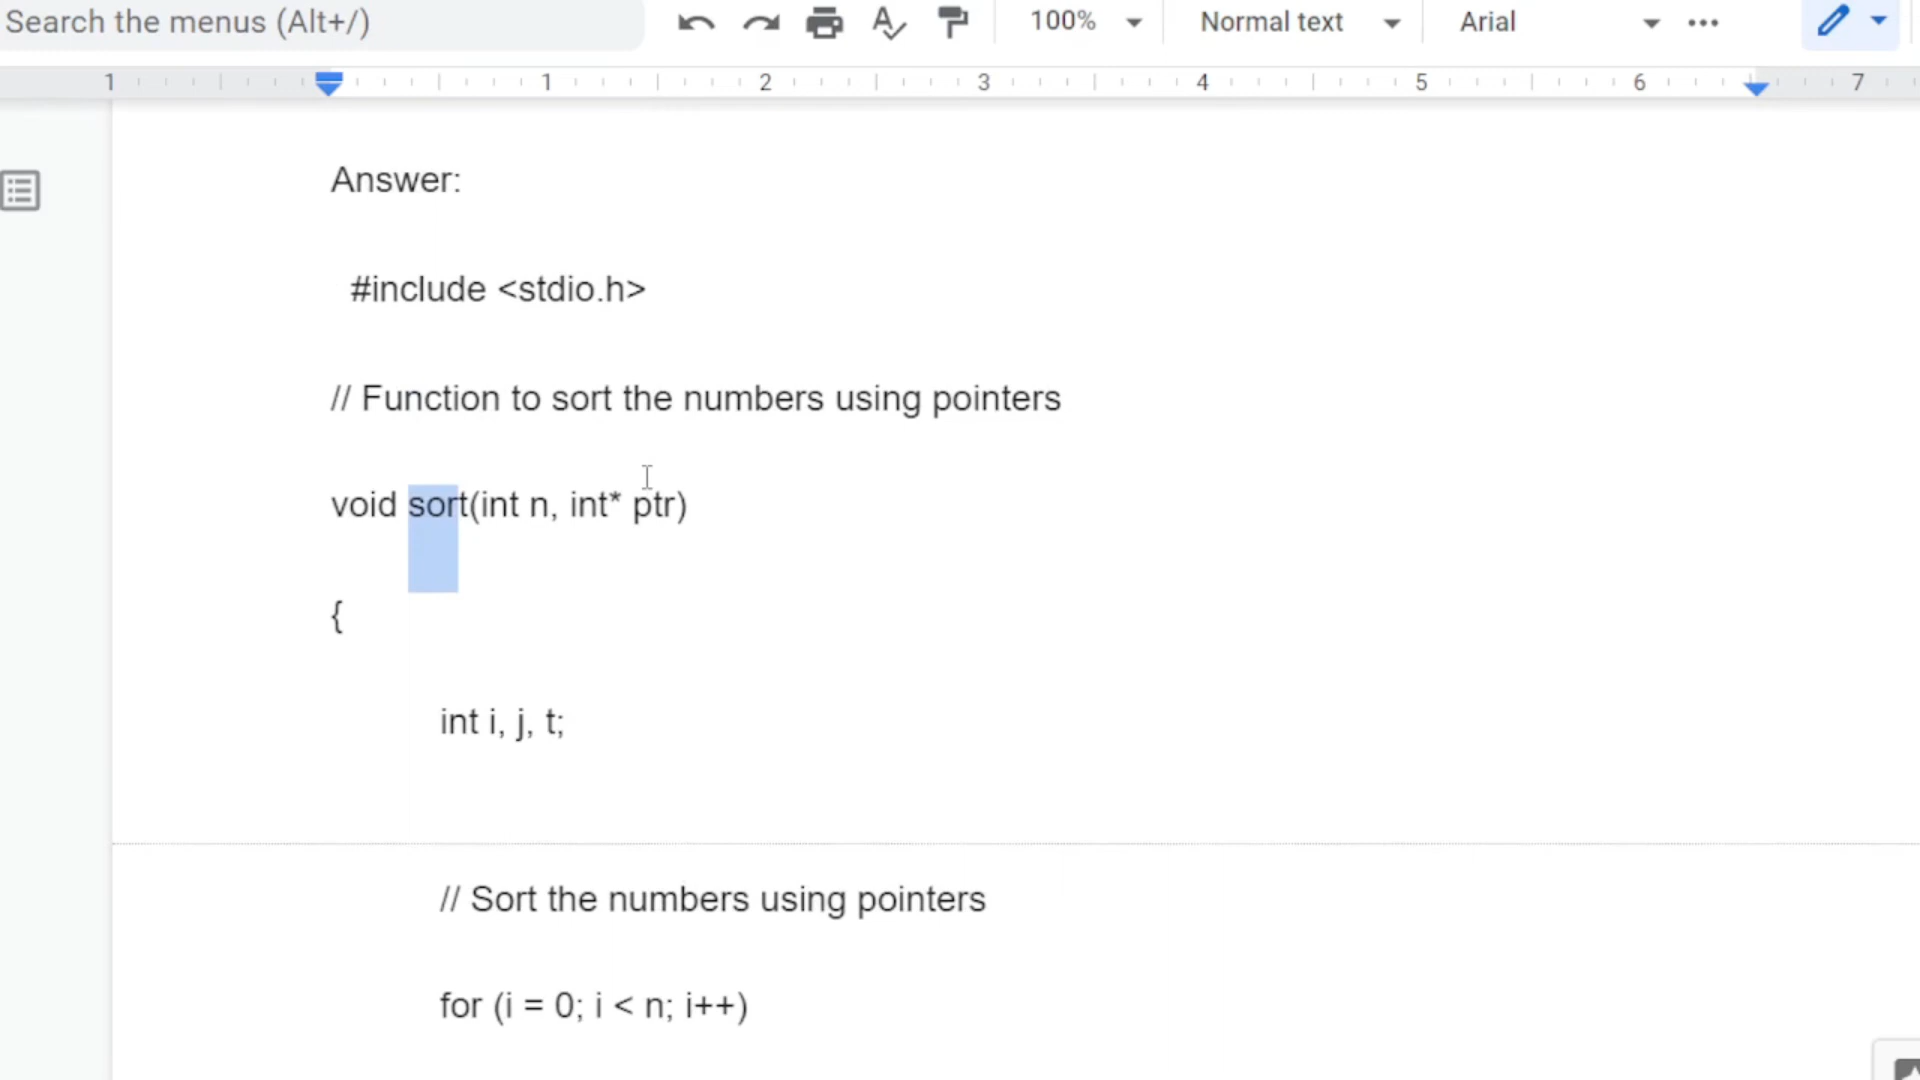 Search the menus (Alt+/) 100% Normal text Arial
1 1 2 3 4 5 6 7
Answer:
#include <stdio.h>
// Function to sort the numbers using pointers
void sort(int n, int* ptr)
{
int i, j, t;
// Sort the numbers using pointers
for (i = 0; i < n; i++)